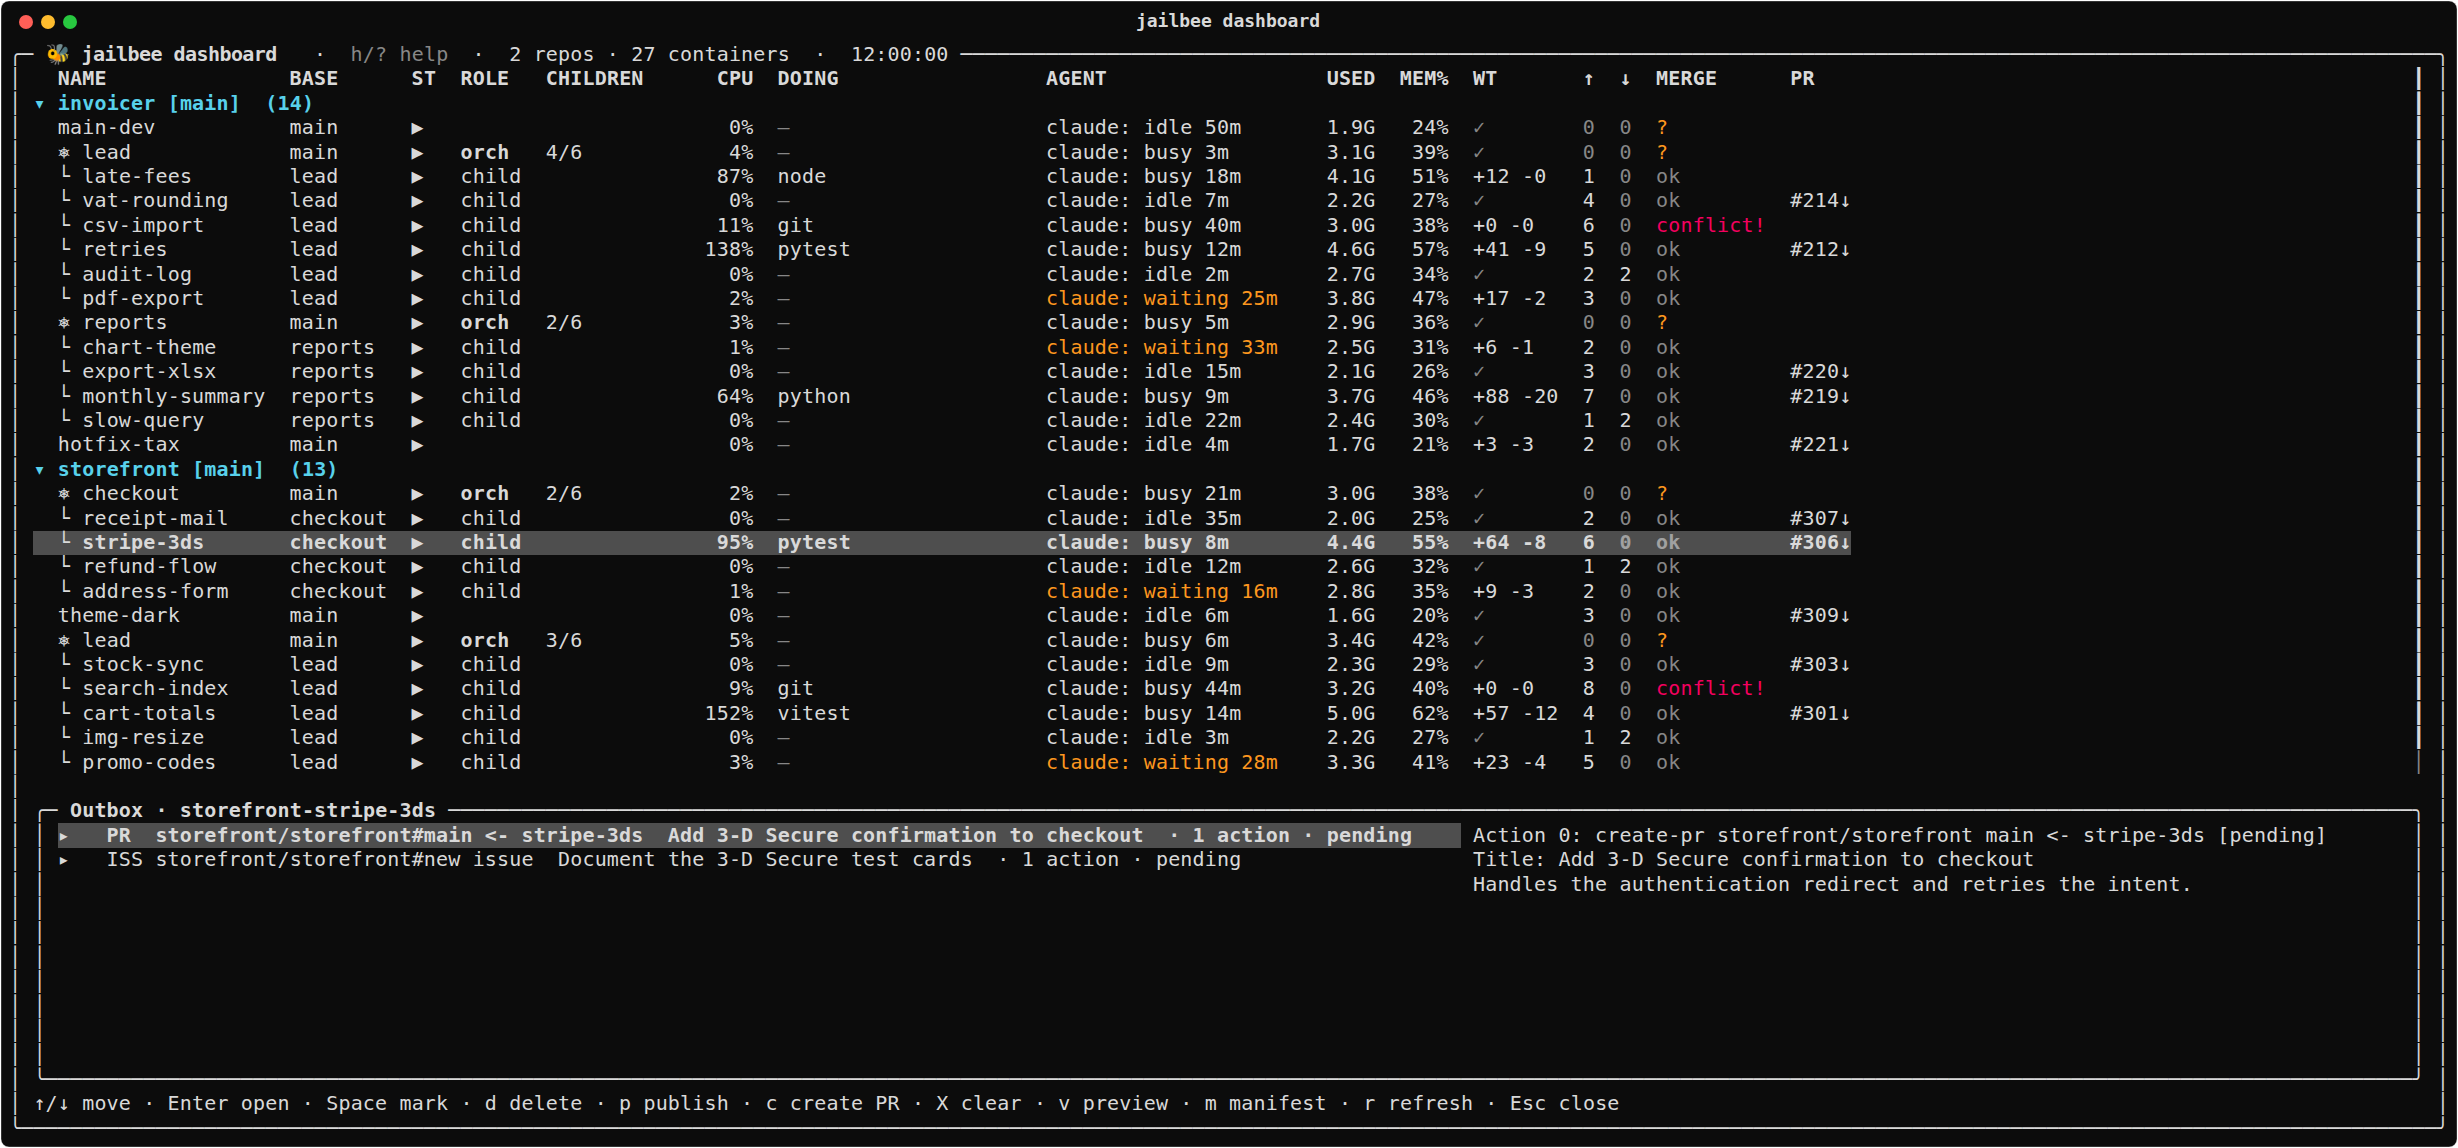 jailbee dashboard
🐝 jailbee dashboard · h/? help · 2 repos · 27 containers · 12:00:00
NAME BASE ST ROLE CHILDREN CPU DOING AGENT USED MEM% WT ↑ ↓ MERGE PR
▾ invoicer [main] (14)
main-dev main ▶ 0% — claude: idle 50m 1.9G 24% ✓ 0 0 ?
⎈ lead main ▶ orch 4/6 4% — claude: busy 3m 3.1G 39% ✓ 0 0 ?
└ late-fees lead ▶ child 87% node claude: busy 18m 4.1G 51% +12 -0 1 0 ok
└ vat-rounding lead ▶ child 0% — claude: idle 7m 2.2G 27% ✓ 4 0 ok #214↓
└ csv-import lead ▶ child 11% git claude: busy 40m 3.0G 38% +0 -0 6 0 conflict!
└ retries lead ▶ child 138% pytest claude: busy 12m 4.6G 57% +41 -9 5 0 ok #212↓
└ audit-log lead ▶ child 0% — claude: idle 2m 2.7G 34% ✓ 2 2 ok
└ pdf-export lead ▶ child 2% — claude: waiting 25m 3.8G 47% +17 -2 3 0 ok
⎈ reports main ▶ orch 2/6 3% — claude: busy 5m 2.9G 36% ✓ 0 0 ?
└ chart-theme reports ▶ child 1% — claude: waiting 33m 2.5G 31% +6 -1 2 0 ok
└ export-xlsx reports ▶ child 0% — claude: idle 15m 2.1G 26% ✓ 3 0 ok #220↓
└ monthly-summary reports ▶ child 64% python claude: busy 9m 3.7G 46% +88 -20 7 0 ok #219↓
└ slow-query reports ▶ child 0% — claude: idle 22m 2.4G 30% ✓ 1 2 ok
hotfix-tax main ▶ 0% — claude: idle 4m 1.7G 21% +3 -3 2 0 ok #221↓
▾ storefront [main] (13)
⎈ checkout main ▶ orch 2/6 2% — claude: busy 21m 3.0G 38% ✓ 0 0 ?
└ receipt-mail checkout ▶ child 0% — claude: idle 35m 2.0G 25% ✓ 2 0 ok #307↓
└ stripe-3ds checkout ▶ child 95% pytest claude: busy 8m 4.4G 55% +64 -8 6 0 ok #306↓
└ refund-flow checkout ▶ child 0% — claude: idle 12m 2.6G 32% ✓ 1 2 ok
└ address-form checkout ▶ child 1% — claude: waiting 16m 2.8G 35% +9 -3 2 0 ok
theme-dark main ▶ 0% — claude: idle 6m 1.6G 20% ✓ 3 0 ok #309↓
⎈ lead main ▶ orch 3/6 5% — claude: busy 6m 3.4G 42% ✓ 0 0 ?
└ stock-sync lead ▶ child 0% — claude: idle 9m 2.3G 29% ✓ 3 0 ok #303↓
└ search-index lead ▶ child 9% git claude: busy 44m 3.2G 40% +0 -0 8 0 conflict!
└ cart-totals lead ▶ child 152% vitest claude: busy 14m 5.0G 62% +57 -12 4 0 ok #301↓
└ img-resize lead ▶ child 0% — claude: idle 3m 2.2G 27% ✓ 1 2 ok
└ promo-codes lead ▶ child 3% — claude: waiting 28m 3.3G 41% +23 -4 5 0 ok
Outbox · storefront-stripe-3ds
▸ PR storefront/storefront#main <- stripe-3ds Add 3-D Secure confirmation to checkout · 1 action · pending
▸ ISS storefront/storefront#new issue Document the 3-D Secure test cards · 1 action · pending
Action 0: create-pr storefront/storefront main <- stripe-3ds [pending]
Title: Add 3-D Secure confirmation to checkout
Handles the authentication redirect and retries the intent.
↑/↓ move · Enter open · Space mark · d delete · p publish · c create PR · X clear · v preview · m manifest · r refresh · Esc close